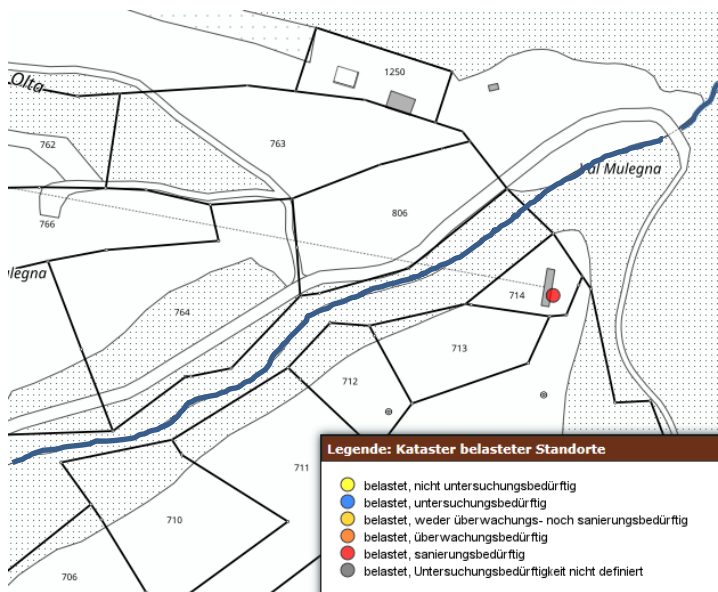 1250
Olta
762
763
Val Mulegna
806
766
ulegna
764
714
713
712
711
710
706
Legende: Kataster belasteter Standorte
belastet, nicht untersuchungsbedürftig
belastet, untersuchungsbedürftig
belastet, weder überwachungs- noch sanierungsbedürftig
belastet, überwachungsbedürftig
belastet, sanierungsbedürftig
belastet, Untersuchungsbedürftigkeit nicht definiert